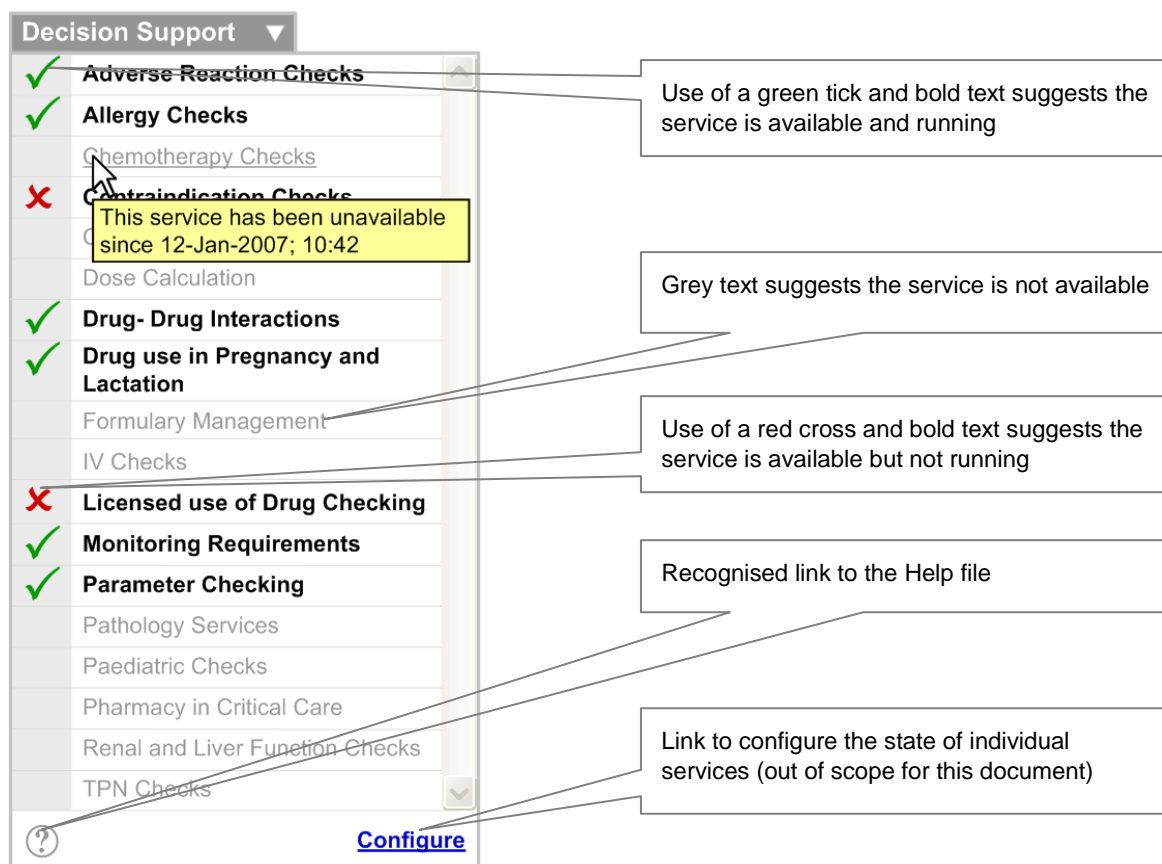 Decision Support
Adverse Reaction Checks
Allergy Checks
Chemotherapy Checks
Contraindication Checks
This service has been unavailable
since 12-Jan-2007; 10:42
Dose Calculation
Drug- Drug Interactions
Drug use in Pregnancy and
Lactation
Formulary Management
IV Checks
Licensed use of Drug Checking
Monitoring Requirements
Parameter Checking
Pathology Services
Paediatric Checks
Pharmacy in Critical Care
Renal and Liver Function Checks
TPN Checks
?
Configure
Use of a green tick and bold text suggests the
service is available and running
Grey text suggests the service is not available
Use of a red cross and bold text suggests the
service is available but not running
Recognised link to the Help file
Link to configure the state of individual
services (out of scope for this document)